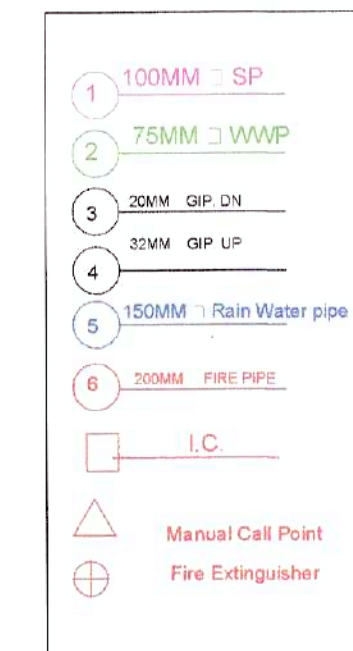 1 100MM □ SP
2 75MM □ WWP
3 20MM GIP. DN
4 32MM GIP UP
5 150MM □ Rain Water pipe
6 200MM FIRE PIPE
I.C.
Manual Call Point
Fire Extinguisher